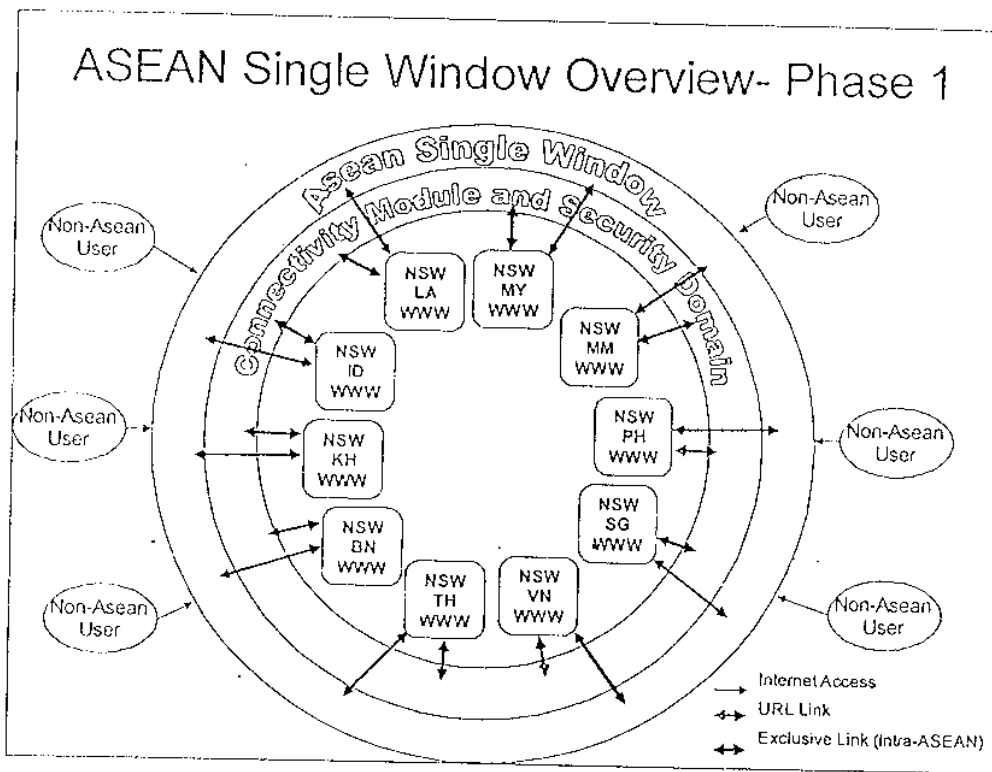 ASEAN Single Window Overview- Phase 1
Asean Single Window
Connectivity Module and Security Domain
Non-Asean
User
Non-Asean
User
NSW
LA
WWW
NSW
MY
WWW
NSW
MM
WWW
NSW
ID
WWW
Non-Asean
User
NSW
KH
WWW
NSW
PH
WWW
Non-Asean
User
NSW
BN
WWW
NSW
SG
WWW
Non-Asean
User
NSW
TH
WWW
NSW
VN
WWW
Non-Asean
User
Internet Access
URL Link
Exclusive Link (Intra-ASEAN)